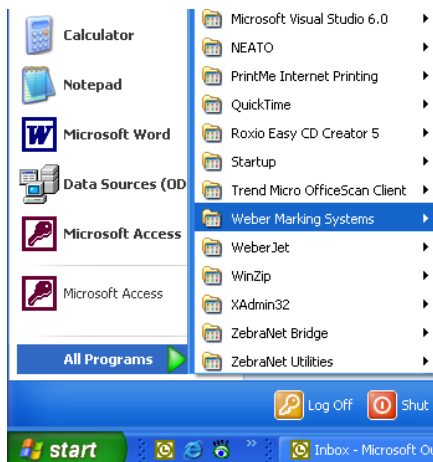 Calculator
Notepad
Microsoft Word
Data Sources (OD
Microsoft Access
Microsoft Access
All Programs
Microsoft Visual Studio 6.0
NEATO
PrintMe Internet Printing
QuickTime
Roxio Easy CD Creator 5
Startup
Trend Micro OfficeScan Client
Weber Marking Systems
WeberJet
WinZip
XAdmin32
ZebraNet Bridge
ZebraNet Utilities
Log Off
Shut
start
Inbox - Microsoft Ou